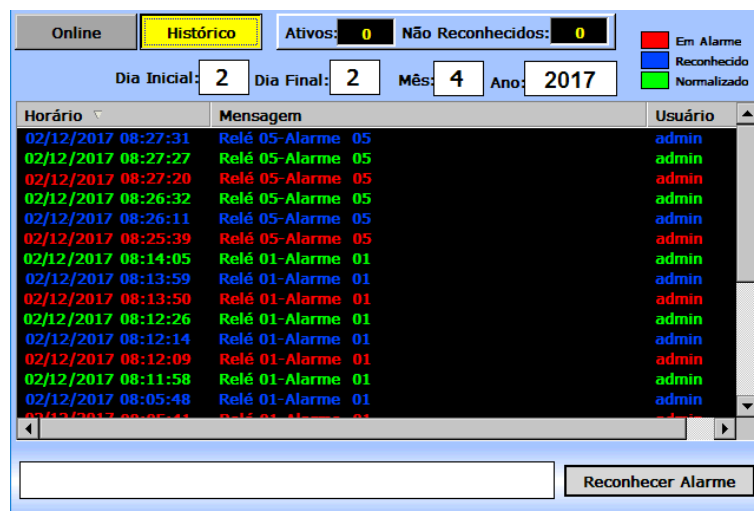 Online Histórico Ativos: 0 Não Reconhecidos: 0
Em Alarme
Reconhecido
Normalizado
Dia Inicial: 2 Dia Final: 2 Mês: 4 Ano: 2017
Horário Mensagem Usuário
02/12/2017 08:27:31 Relé 05-Alarme 05 admin
02/12/2017 08:27:27 Relé 05-Alarme 05 admin
02/12/2017 08:27:20 Relé 05-Alarme 05 admin
02/12/2017 08:26:32 Relé 05-Alarme 05 admin
02/12/2017 08:26:11 Relé 05-Alarme 05 admin
02/12/2017 08:25:39 Relé 05-Alarme 05 admin
02/12/2017 08:14:05 Relé 01-Alarme 01 admin
02/12/2017 08:13:59 Relé 01-Alarme 01 admin
02/12/2017 08:13:50 Relé 01-Alarme 01 admin
02/12/2017 08:12:26 Relé 01-Alarme 01 admin
02/12/2017 08:12:14 Relé 01-Alarme 01 admin
02/12/2017 08:12:09 Relé 01-Alarme 01 admin
02/12/2017 08:11:58 Relé 01-Alarme 01 admin
02/12/2017 08:05:48 Relé 01-Alarme 01 admin
Reconhecer Alarme